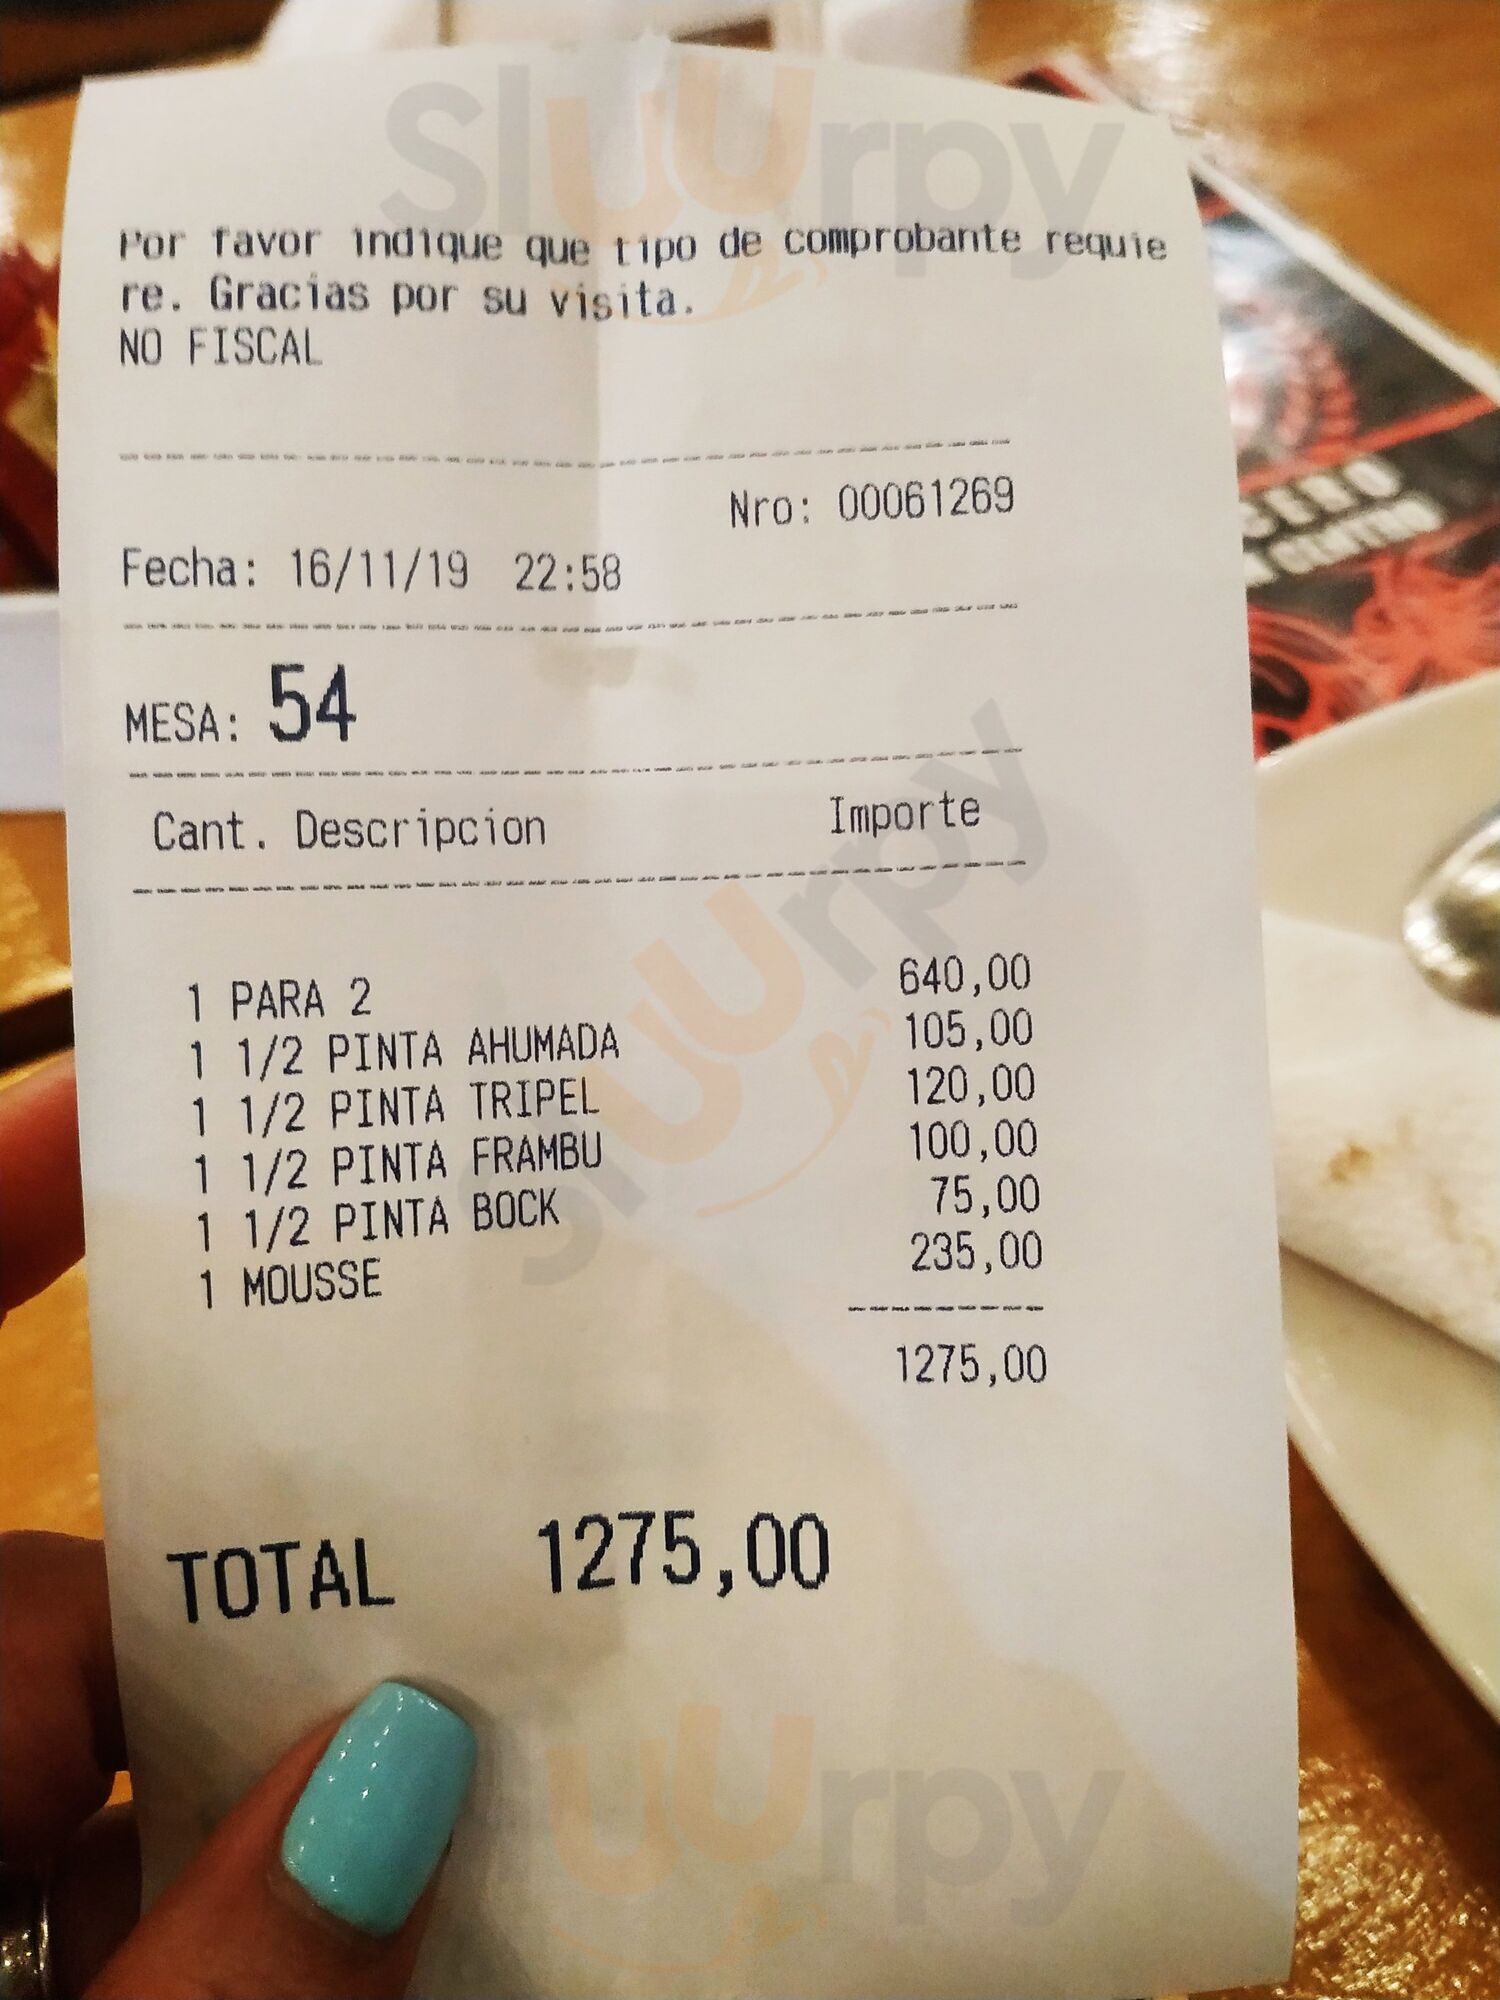 Sluurpy
Por favor indique que tipo de comprobante requie
re. Gracias por su visita.
NO FISCAL
Nro: 00061269
Fecha: 16/11/19 22:58
MESA: 54
Cant. Descripcion Importe
1 PARA 2 640,00
1 1/2 PINTA AHUMADA 105,00
1 1/2 PINTA TRIPEL 120,00
1 1/2 PINTA FRAMBU 100,00
1 1/2 PINTA BOCK 75,00
1 MOUSSE 235,00
Sluurpy
1275,00
TOTAL 1275,00
Sluurpy